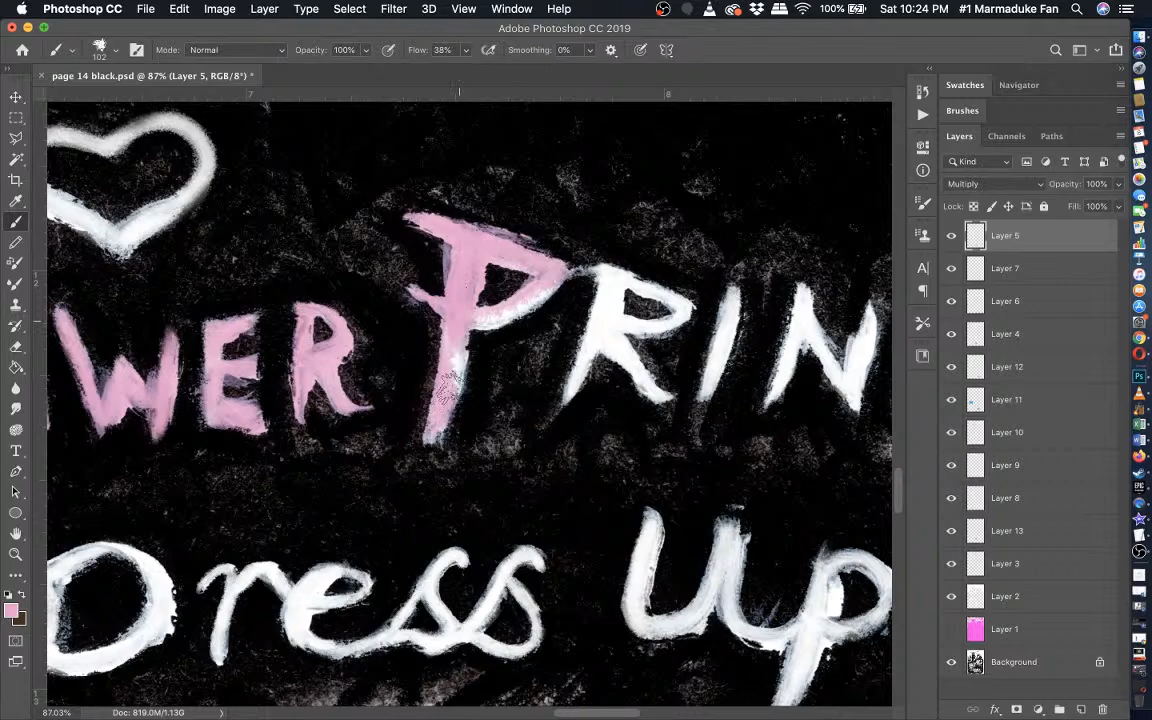 Photoshop CC File Edit Image Layer Type Select Filter 3D View Window Help 100% Sat 10:24 PM #1 Marmaduke Fan
Adobe Photoshop CC 2019
102 Mode: Normal Opacity: 100% Flow: 38% Smoothing: 0%
page 14 black.psd @ 87% (Layer 5, RGB/8*) *
Swatches Navigator
7 8
Brushes
Layers Channels Paths
Kind
Multiply Opacity: 100%
Lock: Fill: 100%
Layer 5
Layer 7
Layer 6
Layer 4
Layer 12
Layer 11
Layer 10
Layer 9
Layer 8
Layer 13
Layer 3
Layer 2
Layer 1
Background
WER PRIN
Dress Up
87.03% Doc: 819.0M/1.13G